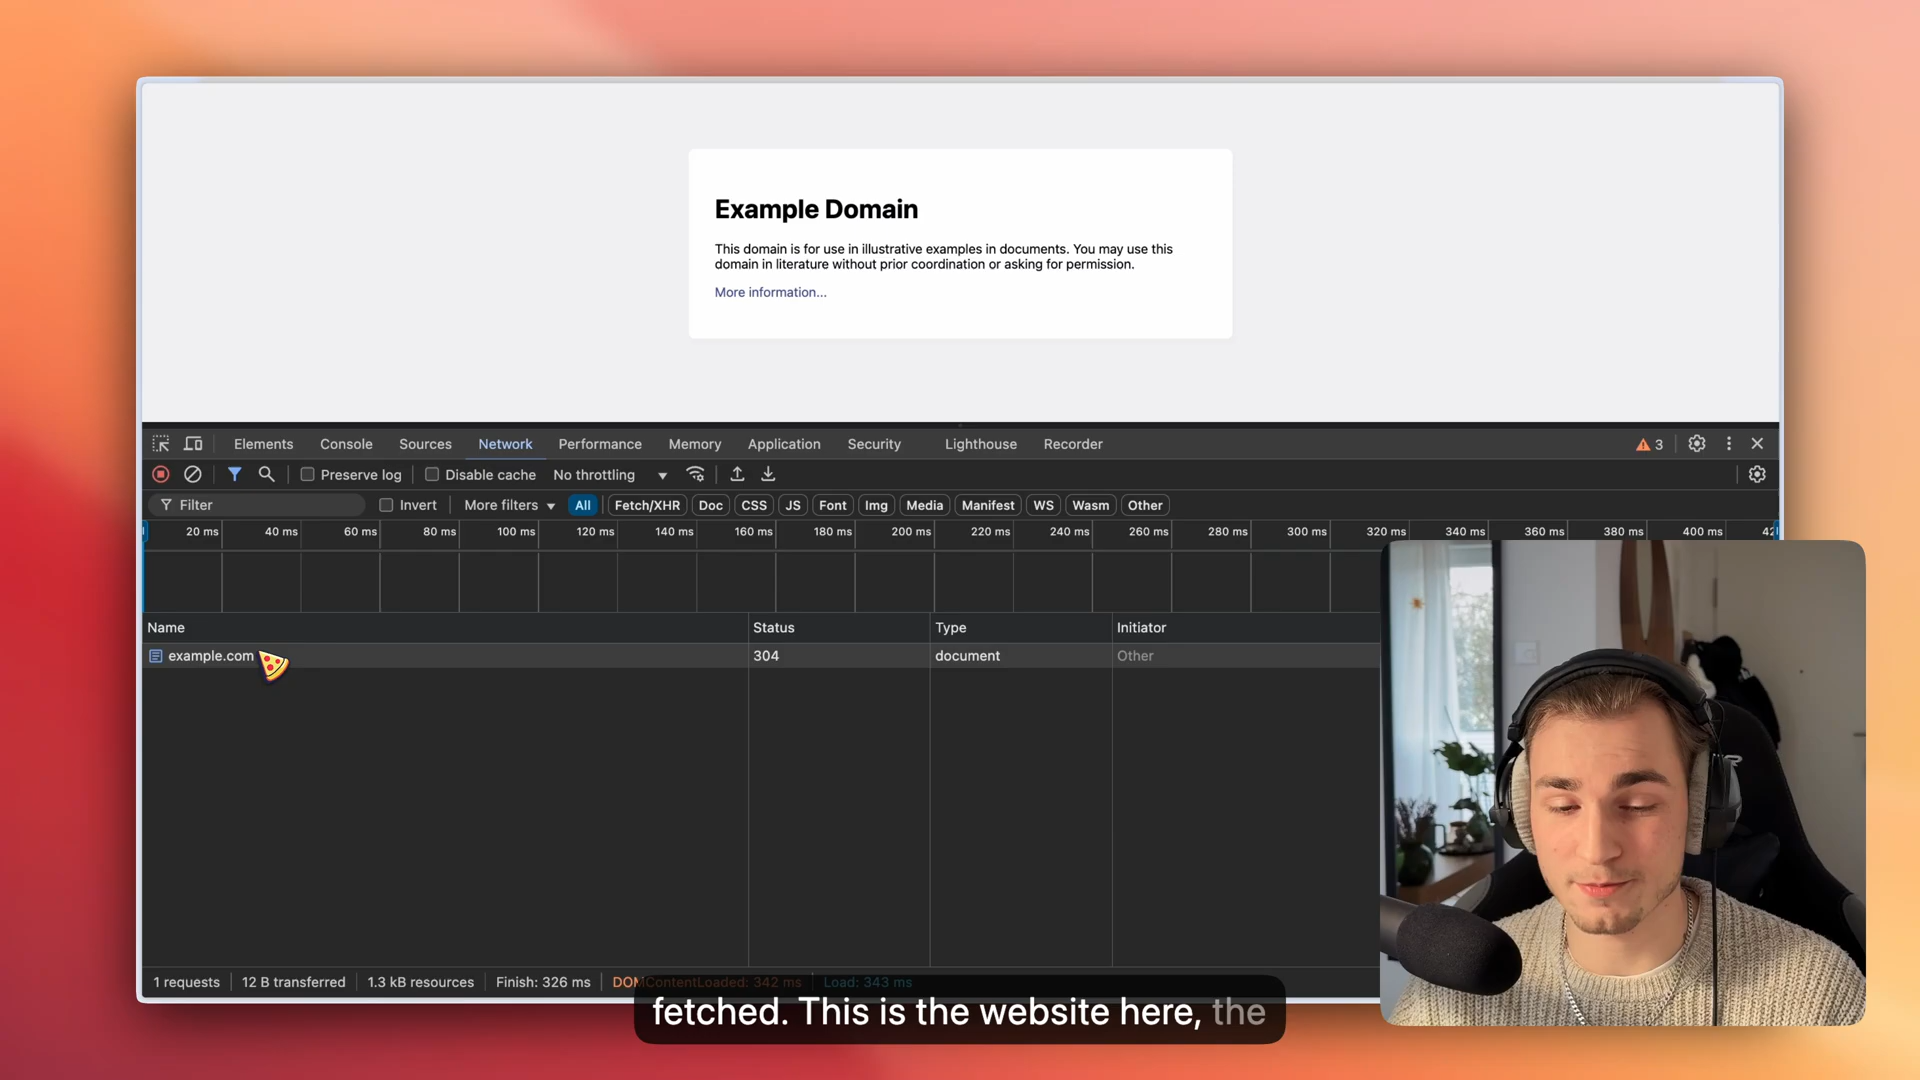 Example Domain
This domain is for use in illustrative examples in documents. You may use this
domain in literature without prior coordination or asking for permission.
More information...
Elements Console Sources Network Performance Memory Application Security Lighthouse Recorder 3
Preserve log Disable cache No throttling
Filter Invert More filters All Fetch/XHR Doc CSS JS Font Img Media Manifest WS Wasm Other
20 ms 40 ms 60 ms 80 ms 100 ms 120 ms 140 ms 160 ms 180 ms 200 ms 220 ms 240 ms 260 ms 280 ms 300 ms 320 ms 340 ms 360 ms 380 ms 400 ms
Name Status Type Initiator
example.com 304 document Other
1 requests 12 B transferred 1.3 kB resources Finish: 326 ms DOMContentLoaded: 342 ms Load: 343 ms
fetched. This is the website here, the